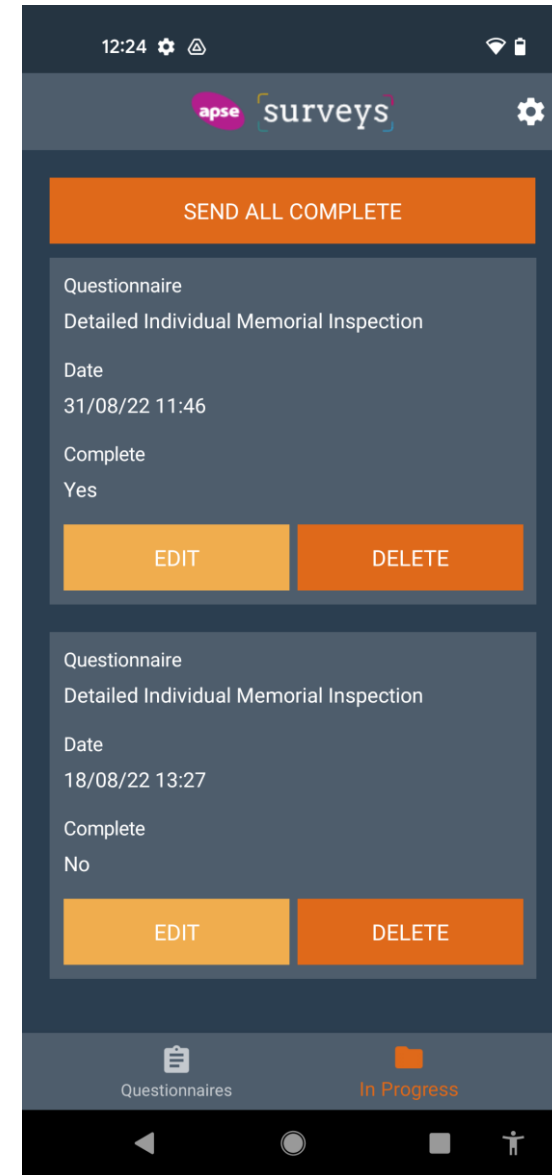 12:24
apse surveys
SEND ALL COMPLETE
Questionnaire
Detailed Individual Memorial Inspection
Date
31/08/22 11:46
Complete
Yes
EDIT DELETE
Questionnaire
Detailed Individual Memorial Inspection
Date
18/08/22 13:27
Complete
No
EDIT DELETE
Questionnaires In Progress